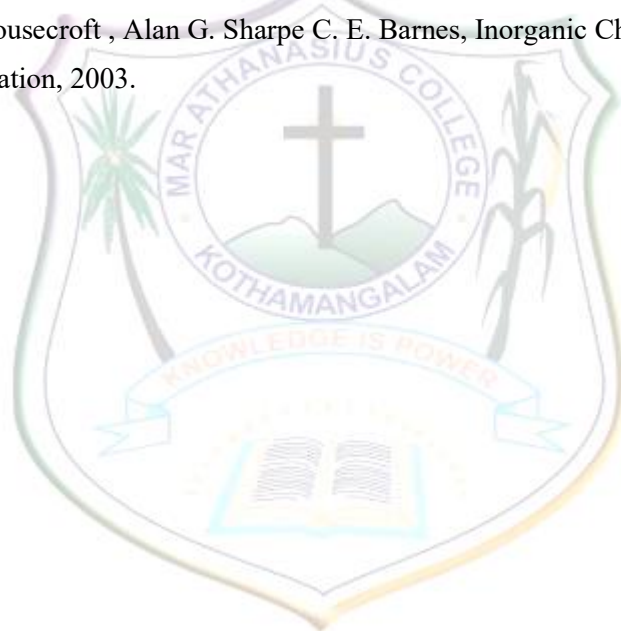 ousecroft , Alan G. Sharpe C. E. Barnes, Inorganic Ch
ation, 2003.
MAR ATHANASIUS COLLEGE
KOTHAMANGALAM
KNOWLEDGE IS POWER